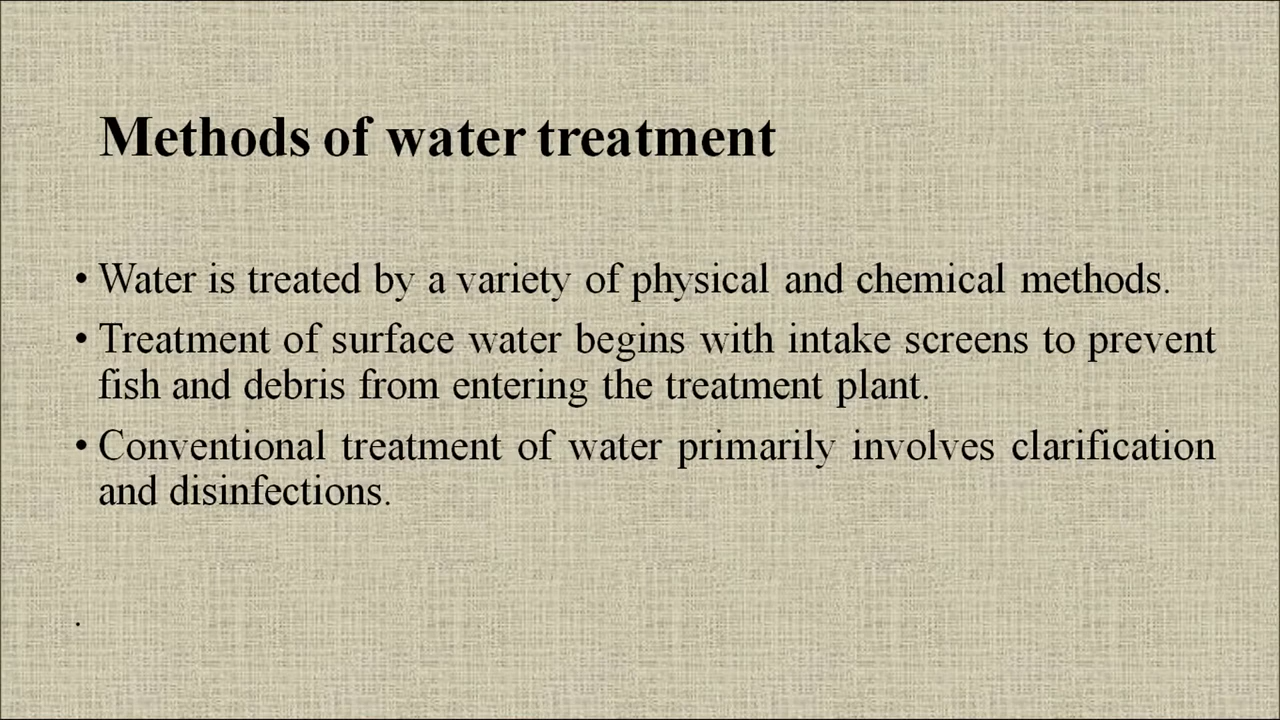 Methods of water treatment
• Water is treated by a variety of physical and chemical methods.
• Treatment of surface water begins with intake screens to prevent
fish and debris from entering the treatment plant.
• Conventional treatment of water primarily involves clarification
and disinfections.
.